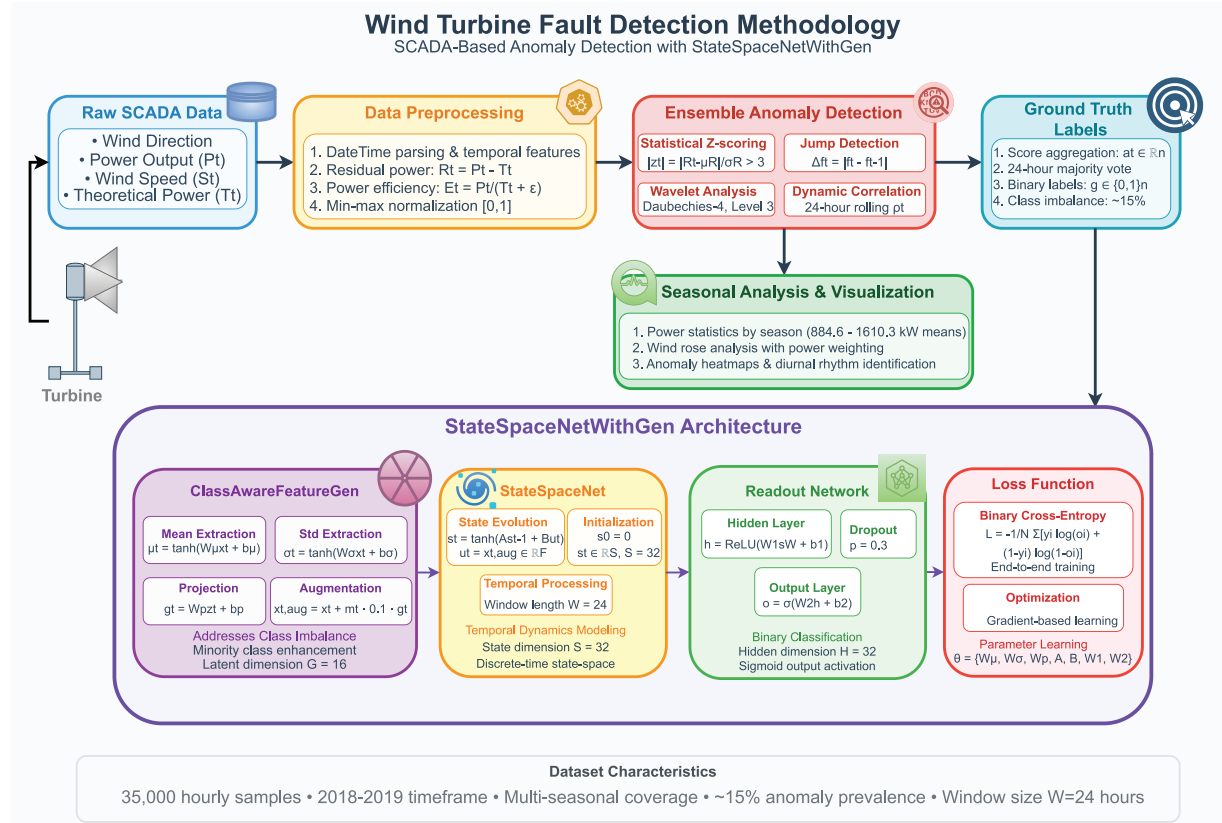 Wind Turbine Fault Detection Methodology
SCADA-Based Anomaly Detection with StateSpaceNetWithGen
Raw SCADA Data
• Wind Direction
• Power Output (Pt)
• Wind Speed (St)
• Theoretical Power (Tt)
Turbine
Data Preprocessing
1. DateTime parsing & temporal features
2. Residual power: Rt = Pt - Tt
3. Power efficiency: Et = Pt/(Tt + ε)
4. Min-max normalization [0,1]
Ensemble Anomaly Detection
Statistical Z-scoring
|zt| = |Rt-μR|/σR > 3
Jump Detection
Δft = |ft - ft-1|
Wavelet Analysis
Daubechies-4, Level 3
Dynamic Correlation
24-hour rolling ρt
Ground Truth
Labels
1. Score aggregation: at ∈ ℝn
2. 24-hour majority vote
3. Binary labels: g ∈ {0,1}n
4. Class imbalance: ~15%
Seasonal Analysis & Visualization
1. Power statistics by season (884.6 - 1610.3 kW means)
2. Wind rose analysis with power weighting
3. Anomaly heatmaps & diurnal rhythm identification
StateSpaceNetWithGen Architecture
ClassAwareFeatureGen
Mean Extraction
μt = tanh(Wμxt + bμ)
Std Extraction
σt = tanh(Wσxt + bσ)
Projection
gt = Wpzt + bp
Augmentation
xt,aug = xt + mt · 0.1 · gt
Addresses Class Imbalance
Minority class enhancement
Latent dimension G = 16
StateSpaceNet
State Evolution
st = tanh(Ast-1 + But)
ut = xt,aug ∈ ℝF
Initialization
s0 = 0
st ∈ ℝS, S = 32
Temporal Processing
Window length W = 24
Temporal Dynamics Modeling
State dimension S = 32
Discrete-time state-space
Readout Network
Hidden Layer
h = ReLU(W1sW + b1)
Dropout
p = 0.3
Output Layer
o = σ(W2h + b2)
Binary Classification
Hidden dimension H = 32
Sigmoid output activation
Loss Function
Binary Cross-Entropy
L = -1/N Σ[yi log(oi) +
(1-yi) log(1-oi)]
End-to-end training
Optimization
Gradient-based learning
Parameter Learning
θ = {Wμ, Wσ, Wp, A, B, W1, W2}
Dataset Characteristics
35,000 hourly samples • 2018-2019 timeframe • Multi-seasonal coverage • ~15% anomaly prevalence • Window size W=24 hours